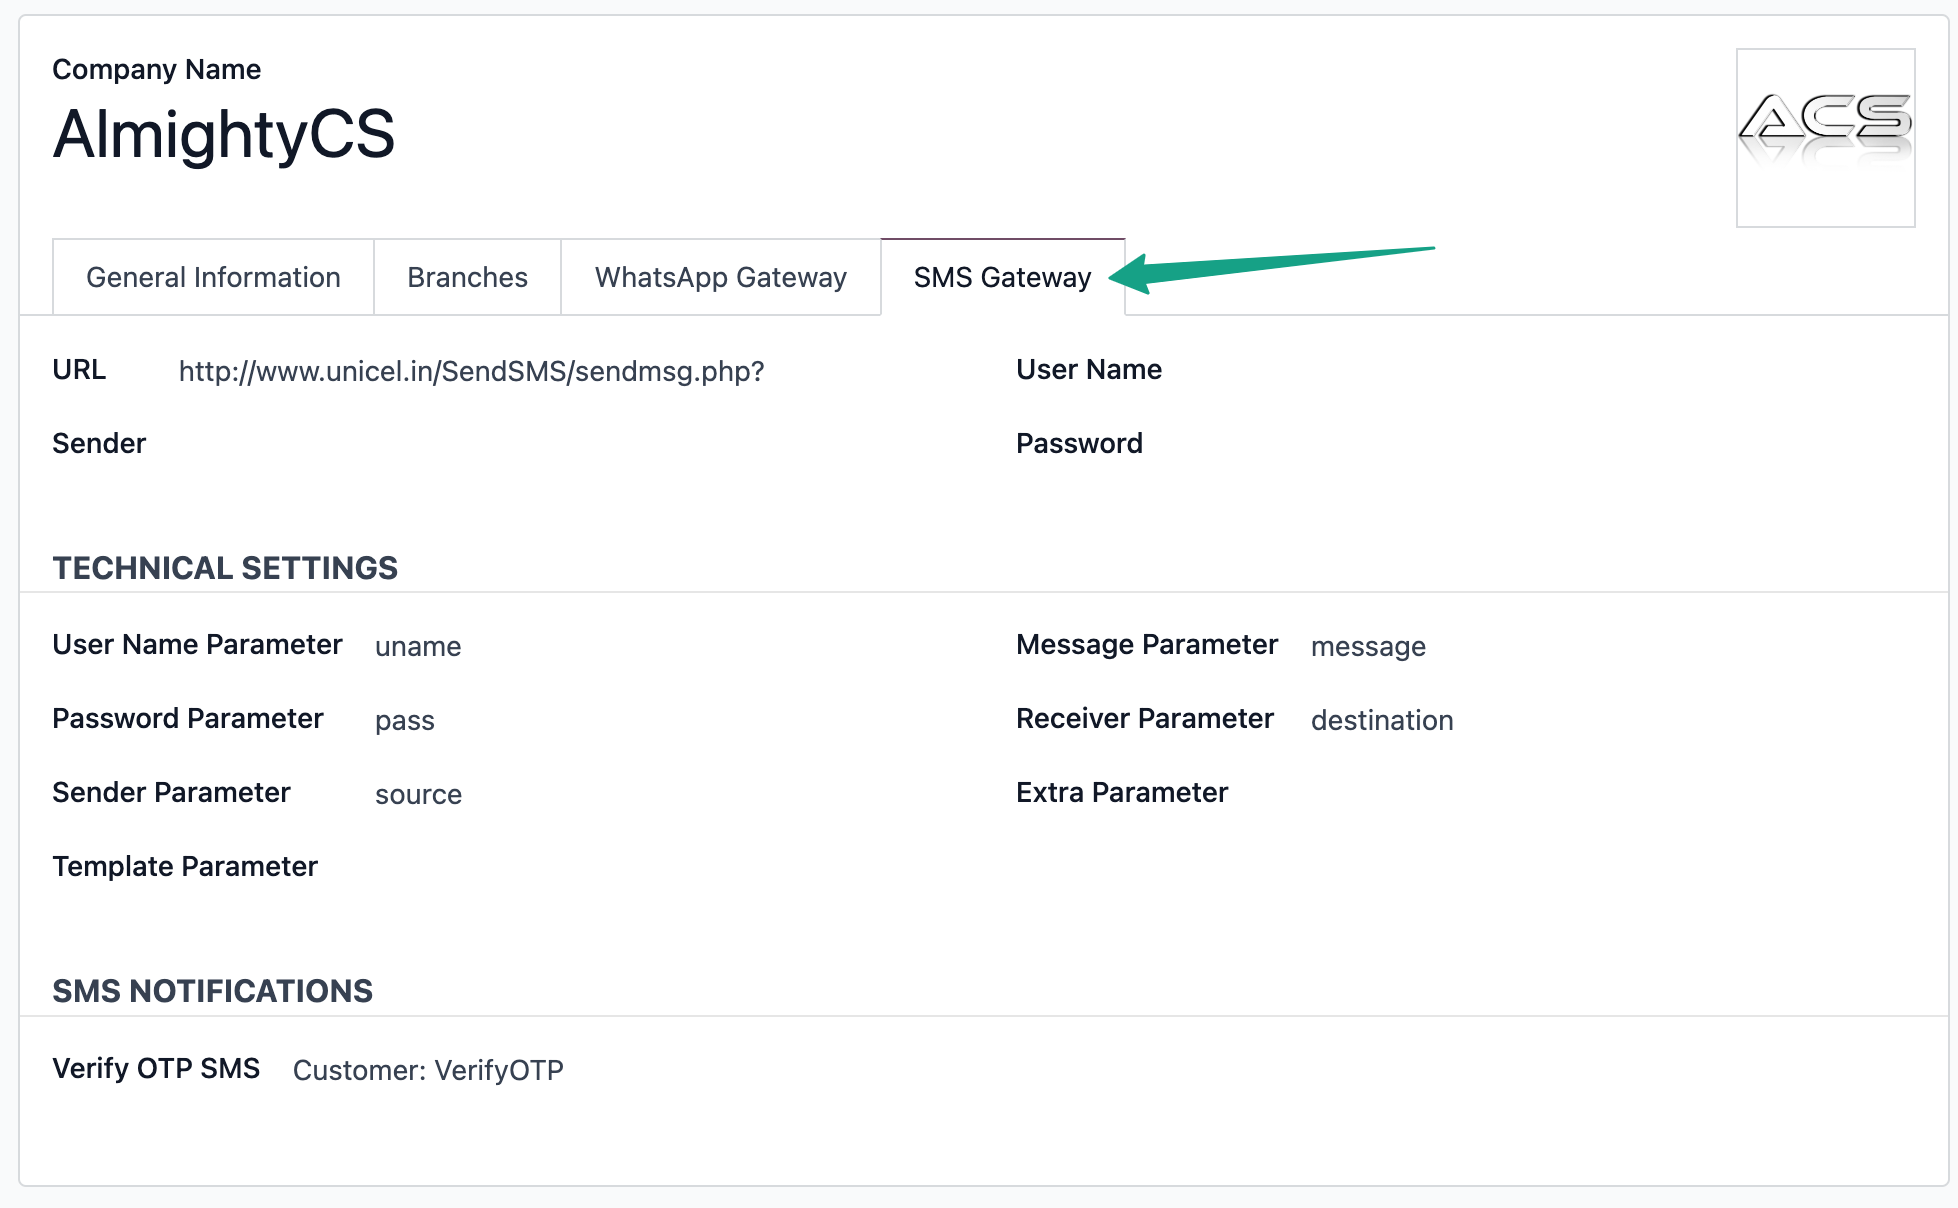 Company Name
AlmightyCS
ACS
General Information Branches WhatsApp Gateway SMS Gateway
URL http://www.unicel.in/SendSMS/sendmsg.php? User Name
Sender Password
TECHNICAL SETTINGS
User Name Parameter uname Message Parameter message
Password Parameter pass Receiver Parameter destination
Sender Parameter source Extra Parameter
Template Parameter
SMS NOTIFICATIONS
Verify OTP SMS Customer: VerifyOTP